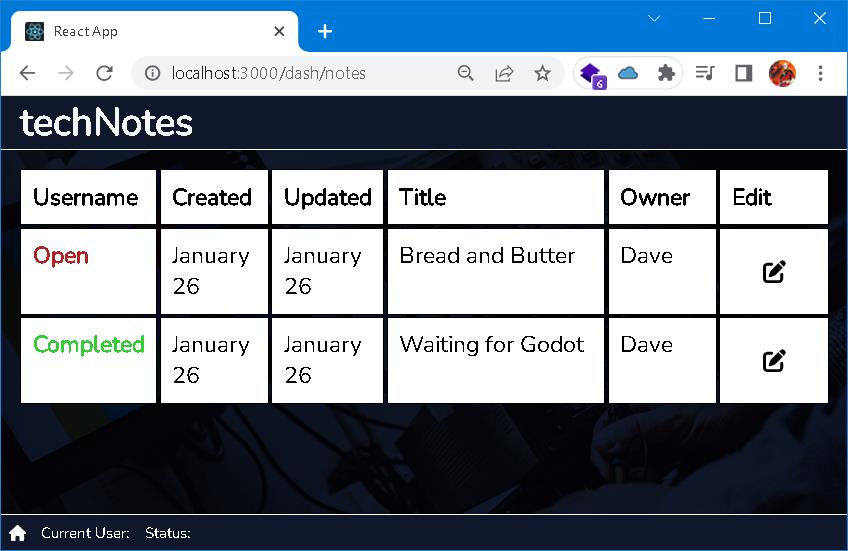 React App
localhost:3000/dash/notes
6
techNotes
Username Created Updated Title Owner Edit
Open January 26 January 26 Bread and Butter Dave
Completed January 26 January 26 Waiting for Godot Dave
Current User: Status: